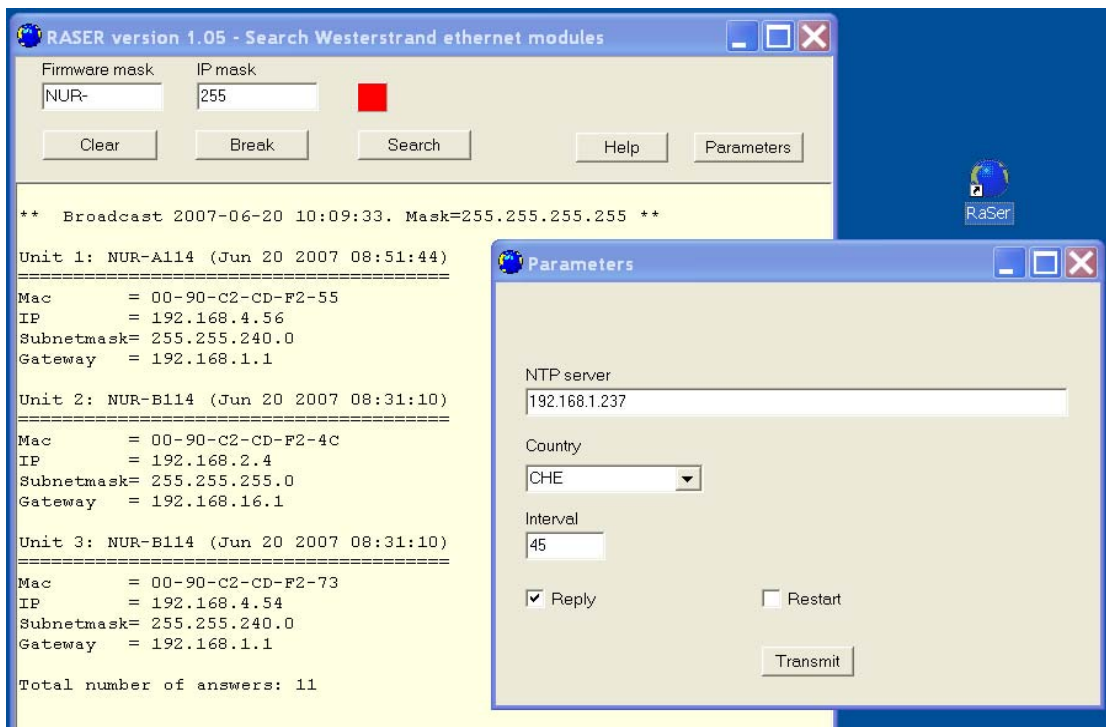 RASER version 1.05 - Search Westerstrand ethernet modules
Firmware mask IP mask
NUR- 255
Clear Break Search Help Parameters
** Broadcast 2007-06-20 10:09:33. Mask=255.255.255.255 **
Unit 1: NUR-A114 (Jun 20 2007 08:51:44)
=========================================
Mac = 00-90-C2-CD-F2-55
IP = 192.168.4.56
Subnetmask= 255.255.240.0
Gateway = 192.168.1.1
Unit 2: NUR-B114 (Jun 20 2007 08:31:10)
=========================================
Mac = 00-90-C2-CD-F2-4C
IP = 192.168.2.4
Subnetmask= 255.255.255.0
Gateway = 192.168.16.1
Unit 3: NUR-B114 (Jun 20 2007 08:31:10)
=========================================
Mac = 00-90-C2-CD-F2-73
IP = 192.168.4.54
Subnetmask= 255.255.240.0
Gateway = 192.168.1.1
Total number of answers: 11
RaSer
Parameters
NTP server
192.168.1.237
Country
CHE
Interval
45
Reply Restart
Transmit